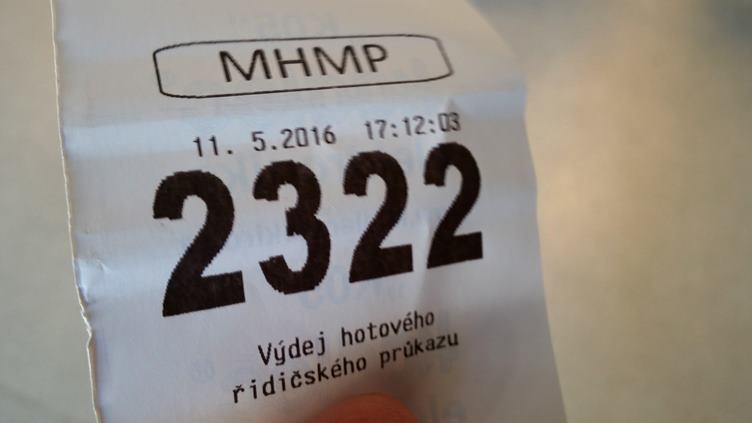 MHMP
11. 5.2016 17:12:03
2322
Výdej hotového
řidičského průkazu